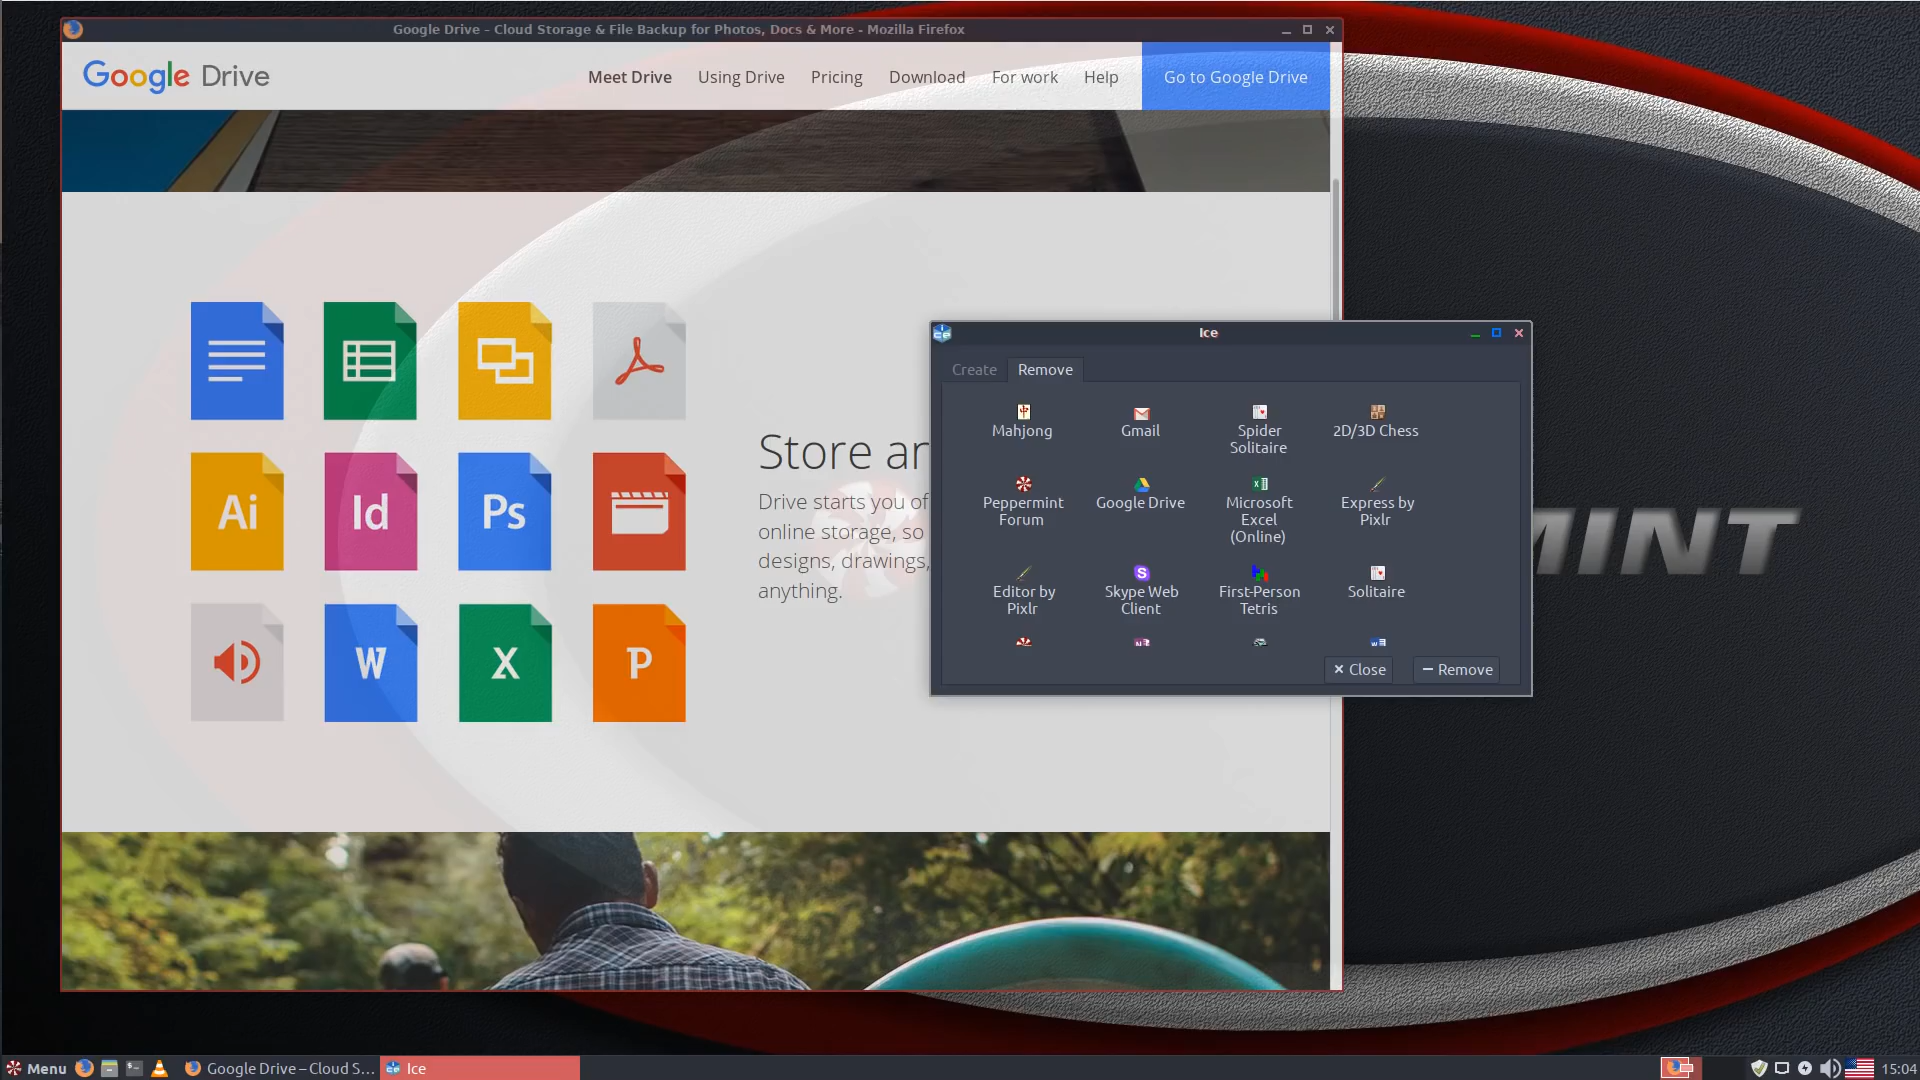 Google Drive - Cloud Storage & File Backup for Photos, Docs & More - Mozilla Firefox
Google Drive
Meet Drive
Using Drive
Pricing
Download
For work
Help
Go to Google Drive
Ai
Id
Ps
W
X
P
Store ar
Drive starts you of
online storage, so
designs, drawings,
anything.
Ice
Create
Remove
Mahjong
Gmail
Spider
Solitaire
2D/3D Chess
Peppermint
Forum
Google Drive
Microsoft
Excel
(Online)
Express by
Pixlr
Editor by
Pixlr
Skype Web
Client
First-Person
Tetris
Solitaire
Close
Remove
MINT
Menu
Google Drive – Cloud S...
Ice
15:04